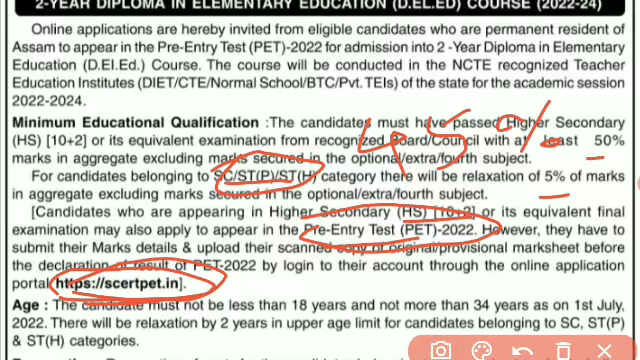 2-YEAR DIPLOMA IN ELEMENTARY EDUCATION (D.EL.ED) COURSE (2022-24)
Online applications are hereby invited from eligible candidates who are permanent resident of
Assam to appear in the Pre-Entry Test (PET)-2022 for admission into 2 -Year Diploma in Elementary
Education (D.El.Ed.) Course. The course will be conducted in the NCTE recognized Teacher
Education Institutes (DIET/CTE/Normal School/BTC/Pvt. TEIs) of the state for the academic session
2022-2024.
Minimum Educational Qualification :The candidates must have passed Higher Secondary
(HS) [10+2] or its equivalent examination from recognized Board/Council with at least 50%
marks in aggregate excluding marks secured in the optional/extra/fourth subject.
For candidates belonging to SC/ST(P)/ST(H) category there will be relaxation of 5% of marks
in aggregate excluding marks secured in the optional/extra/fourth subject.
[Candidates who are appearing in Higher Secondary (HS) [10+2] or its equivalent final
examination may also apply to appear in the Pre-Entry Test (PET)-2022. However, they have to
submit their Marks details & upload their scanned copy of original/provisional marksheet before
the declaration of result of PET-2022 by login to their account through the online application
portal https://scertpet.in].
Age : The candidate must not be less than 18 years and not more than 34 years as on 1st July,
2022. There will be relaxation by 2 years in upper age limit for candidates belonging to SC, ST(P)
& ST(H) categories.
45%